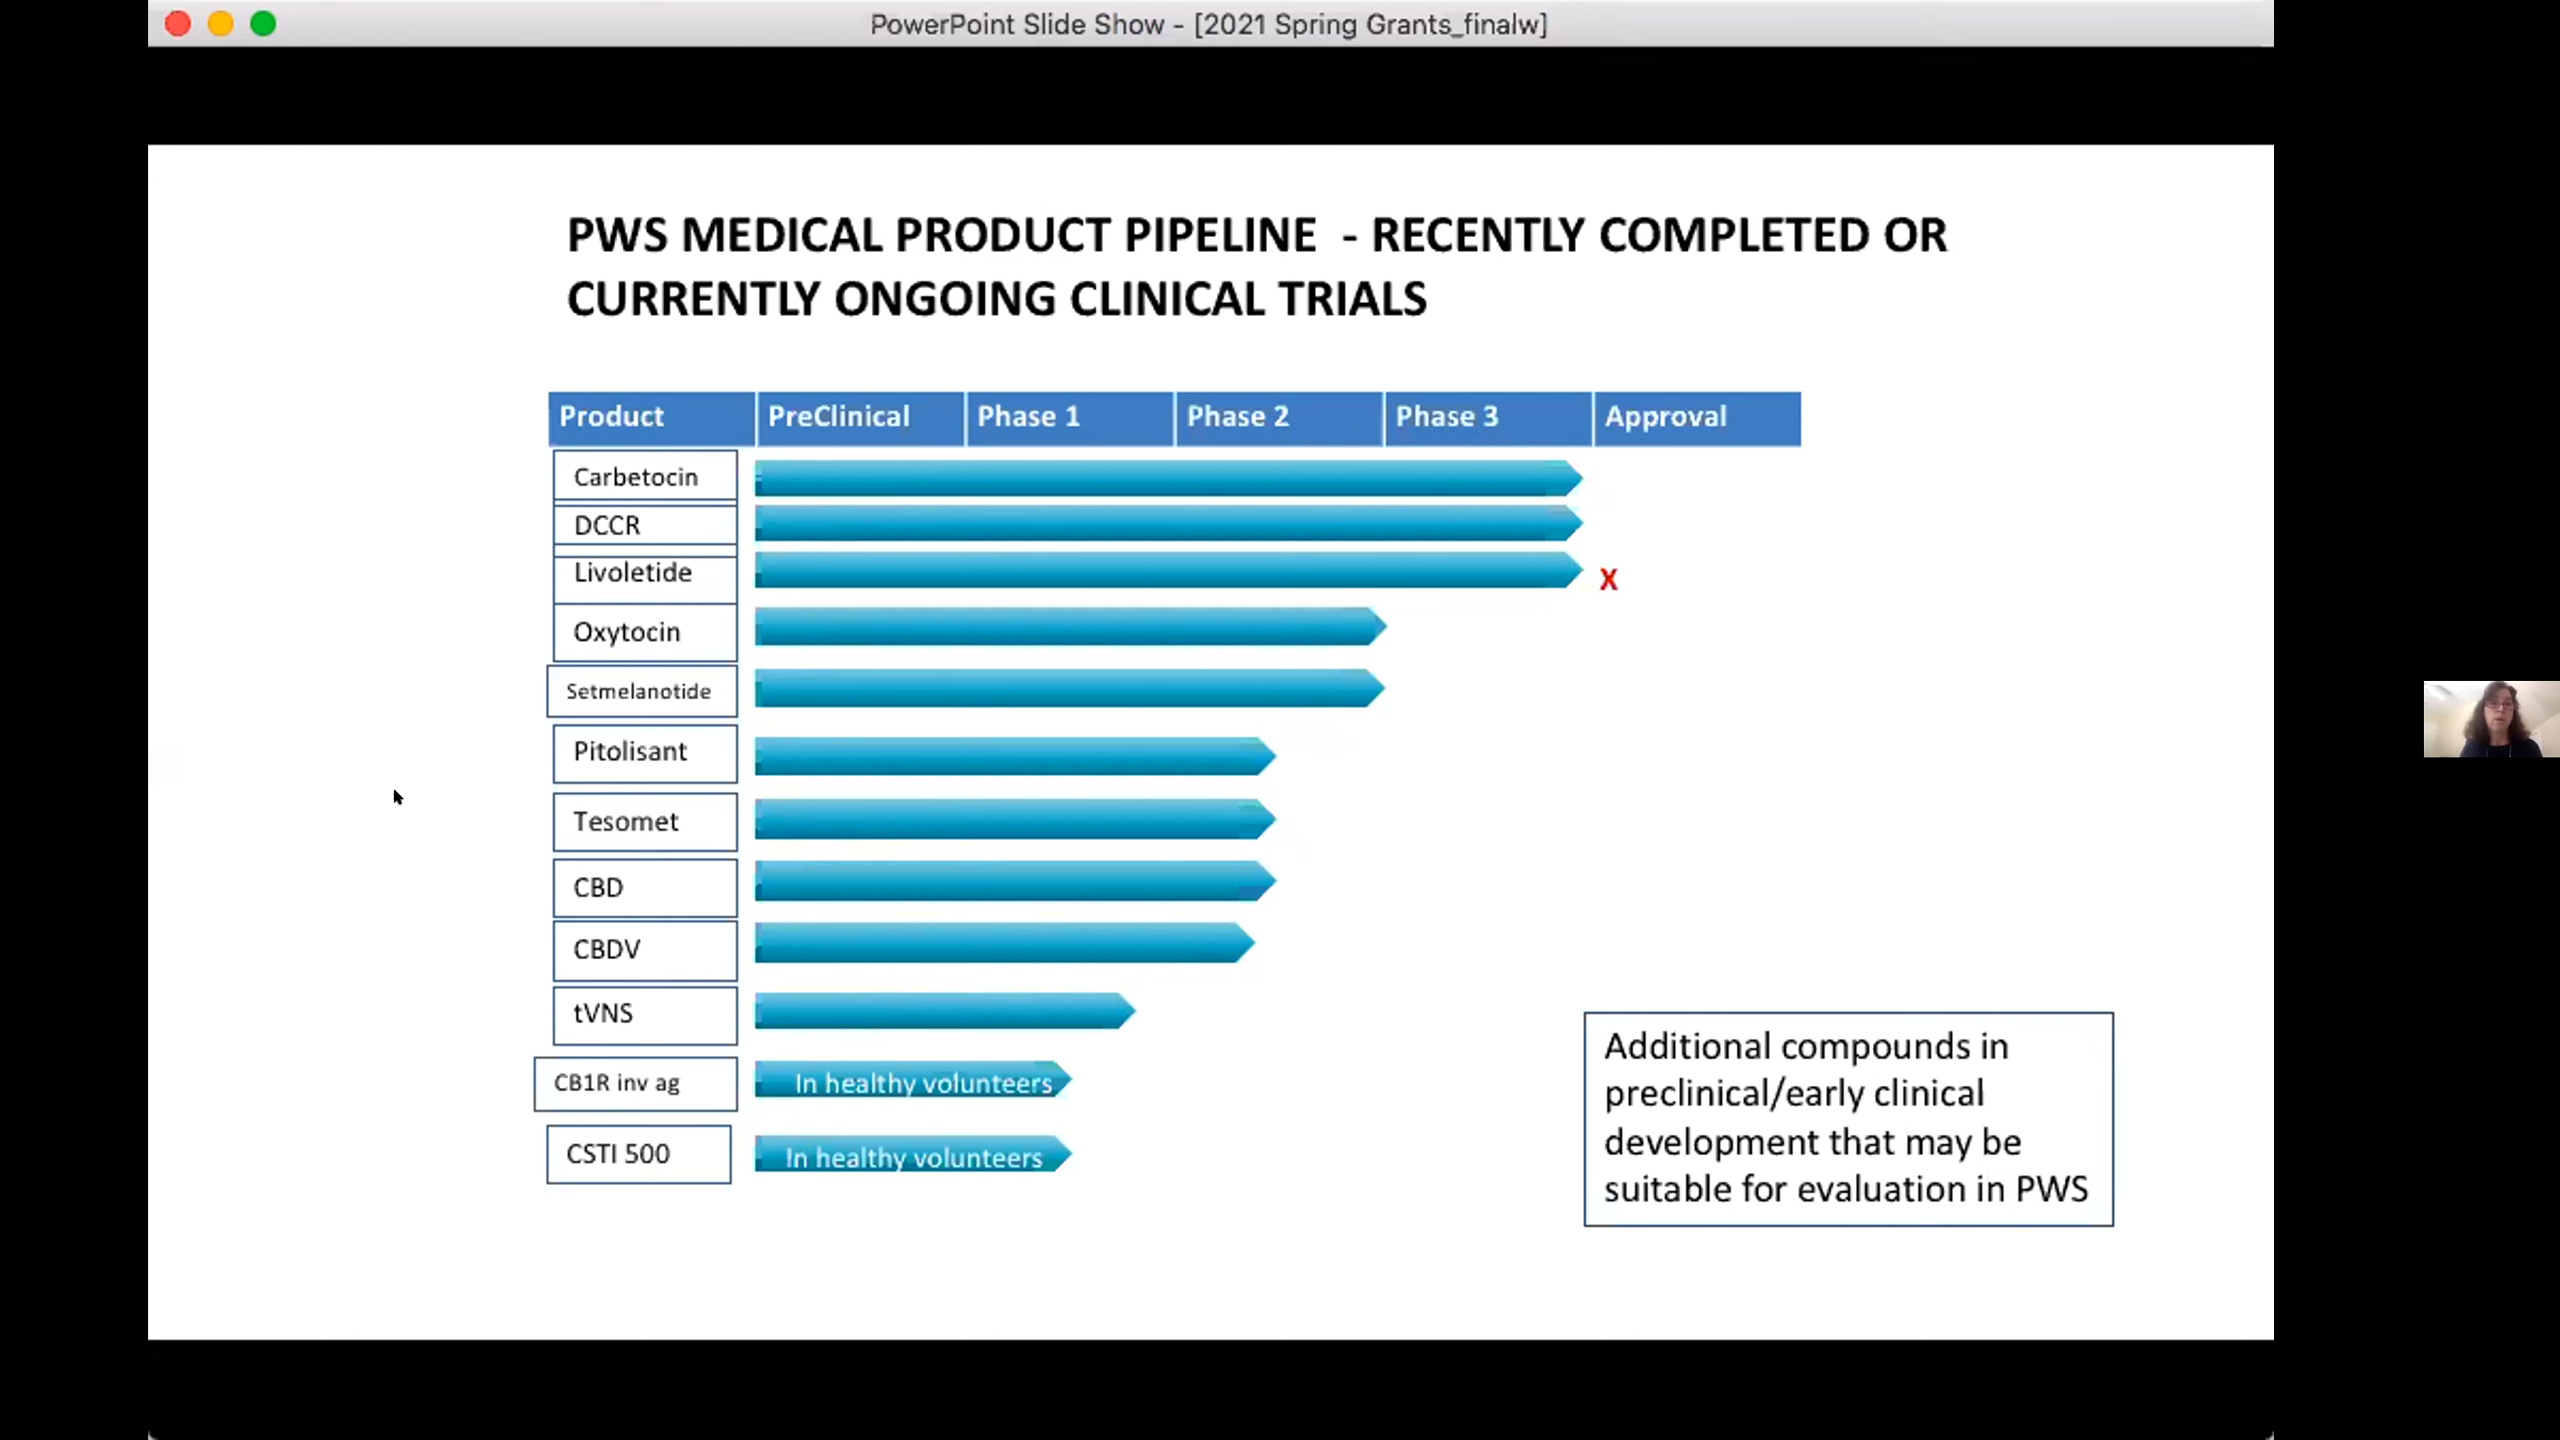 PowerPoint Slide Show - [2021 Spring Grants_finalw]
PWS MEDICAL PRODUCT PIPELINE - RECENTLY COMPLETED OR
CURRENTLY ONGOING CLINICAL TRIALS
Product PreClinical Phase 1 Phase 2 Phase 3 Approval
Carbetocin
DCCR
Livoletide X
Oxytocin
Setmelanotide
Pitolisant
Tesomet
CBD
CBDV
tVNS
CB1R inv ag In healthy volunteers
CSTI 500 In healthy volunteers
Additional compounds in
preclinical/early clinical
development that may be
suitable for evaluation in PWS